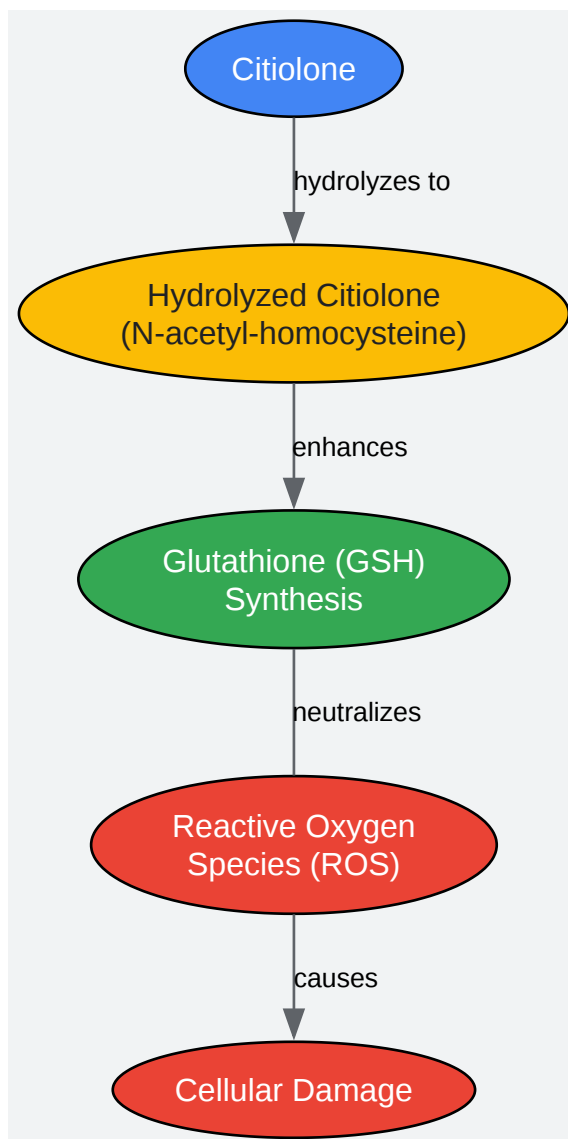 Citiolone
hydrolyzes to
Hydrolyzed Citiolone
(N-acetyl-homocysteine)
enhances
Glutathione (GSH)
Synthesis
neutralizes
Reactive Oxygen
Species (ROS)
causes
Cellular Damage